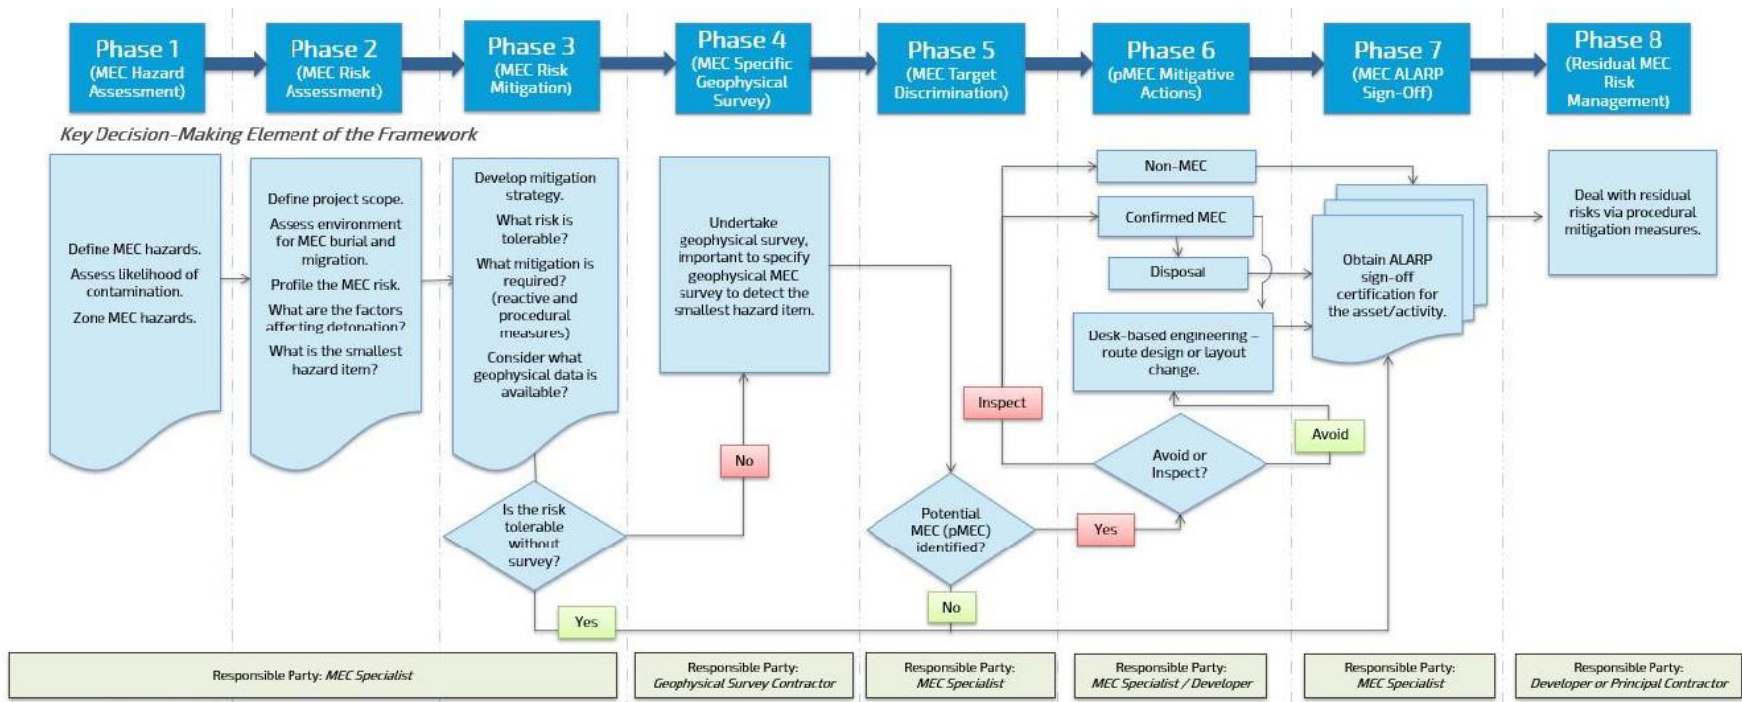 Phase 1
(MEC Hazard
Assessment)
Phase 2
(MEC Risk
Assessment)
Phase 3
(MEC Risk
Mitigation)
Phase 4
(MEC Specific
Geophysical
Survey)
Phase 5
(MEC Target
Discrimination)
Phase 6
(pMEC Mitigative
Actions)
Phase 7
(MEC ALARP
Sign-Off)
Phase 8
(Residual MEC
Risk
Management)
Key Decision-Making Element of the Framework
Define MEC hazards.
Assess likelihood of
contamination.
Zone MEC hazards.
Define project scope.
Assess environment
for MEC burial and
migration.
Profile the MEC risk.
What are the factors
affecting detonation?
What is the smallest
hazard item?
Develop mitigation
strategy.
What risk is
tolerable?
What mitigation is
required?
(reactive and
procedural
measures)
Consider what
geophysical data is
available?
Is the risk
tolerable
without
survey?
Yes
No
Undertake
geophysical survey,
important to specify
geophysical MEC
survey to detect the
smallest hazard item.
Potential
MEC (pMEC)
identified?
No
Yes
Inspect
Non-MEC
Confirmed MEC
Disposal
Desk-based engineering –
route design or layout
change.
Avoid
Avoid or
Inspect?
Obtain ALARP
sign-off
certification for
the asset/activity.
Deal with residual
risks via procedural
mitigation measures.
Responsible Party: MEC Specialist
Responsible Party:
Geophysical Survey Contractor
Responsible Party:
MEC Specialist
Responsible Party:
MEC Specialist / Developer
Responsible Party:
MEC Specialist
Responsible Party:
Developer or Principal Contractor